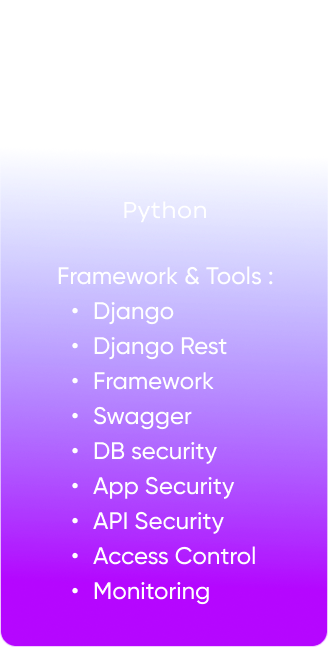 Python
Framework & Tools :
• Django
• Django Rest
• Framework
• Swagger
• DB security
• App Security
• API Security
• Access Control
• Monitoring